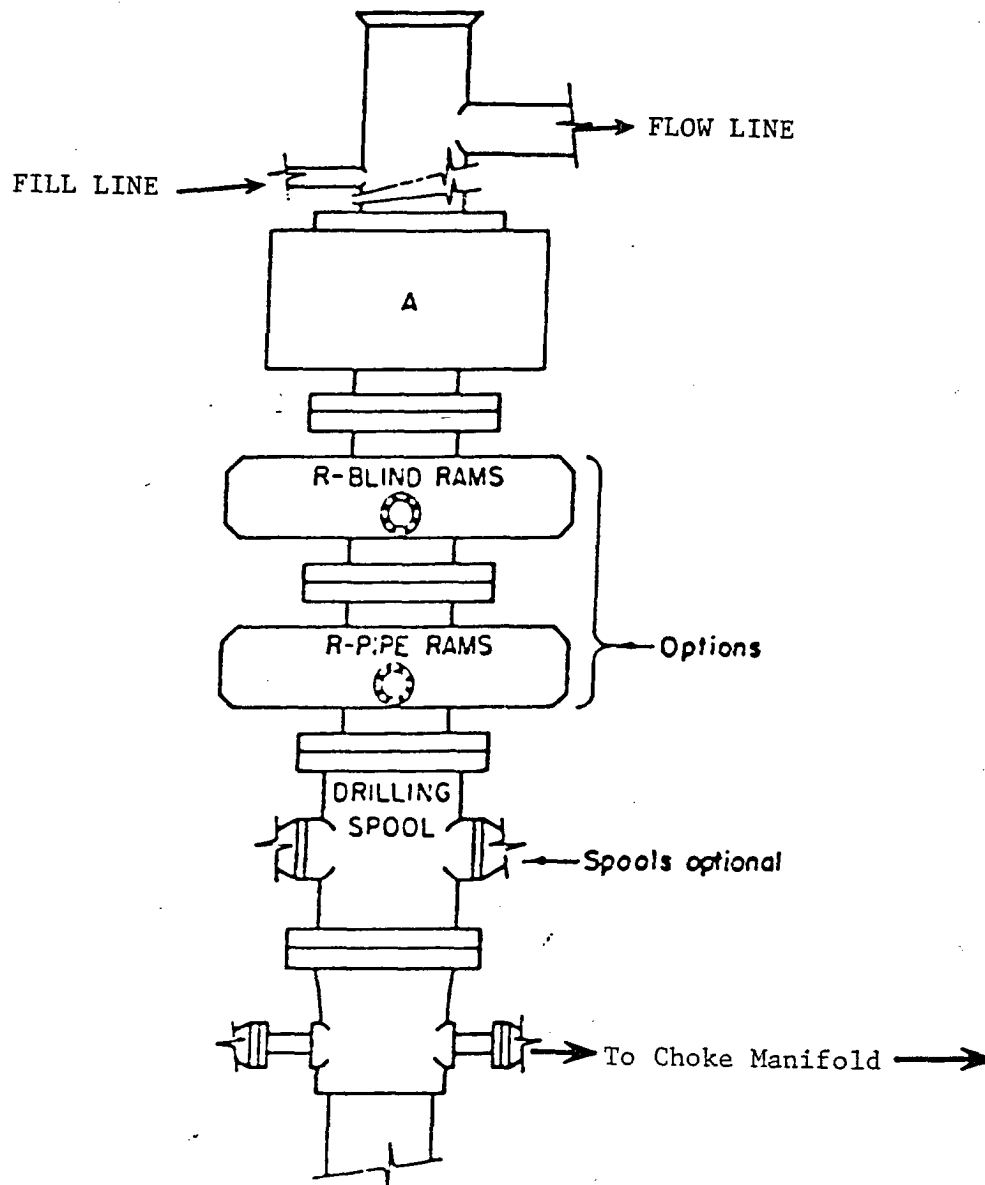 FLOW LINE
FILL LINE
A
R-BLIND RAMS
R-PIPE RAMS
Options
DRILLING
SPOOL
Spools optional
To Choke Manifold